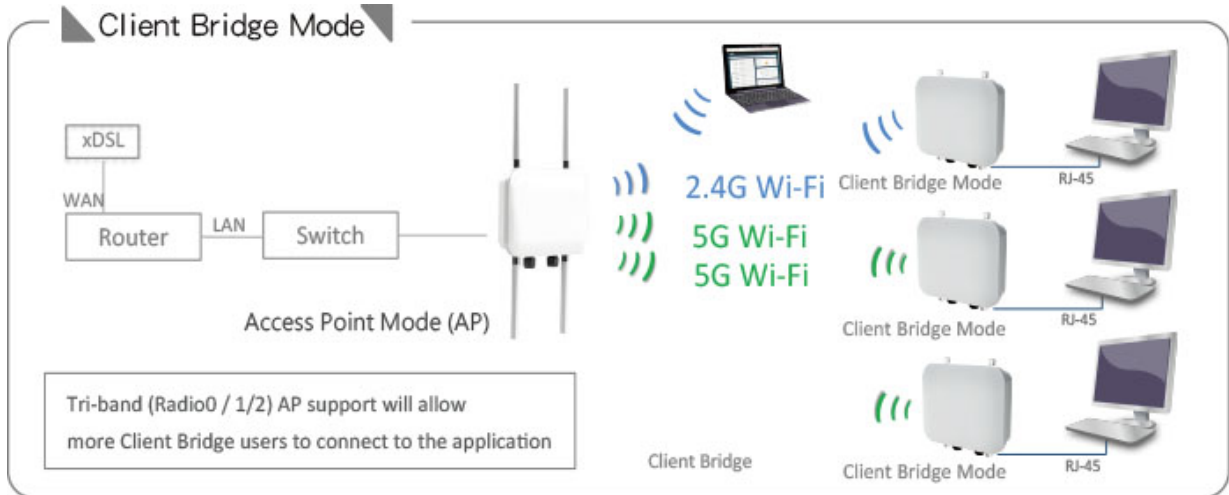 Client Bridge Mode
xDSL
WAN
Router
LAN
Switch
Access Point Mode (AP)
2.4G Wi-Fi
5G Wi-Fi
5G Wi-Fi
Client Bridge Mode
RJ-45
Client Bridge Mode
RJ-45
Client Bridge Mode
RJ-45
Tri-band (Radio0 / 1/2) AP support will allow
more Client Bridge users to connect to the application
Client Bridge